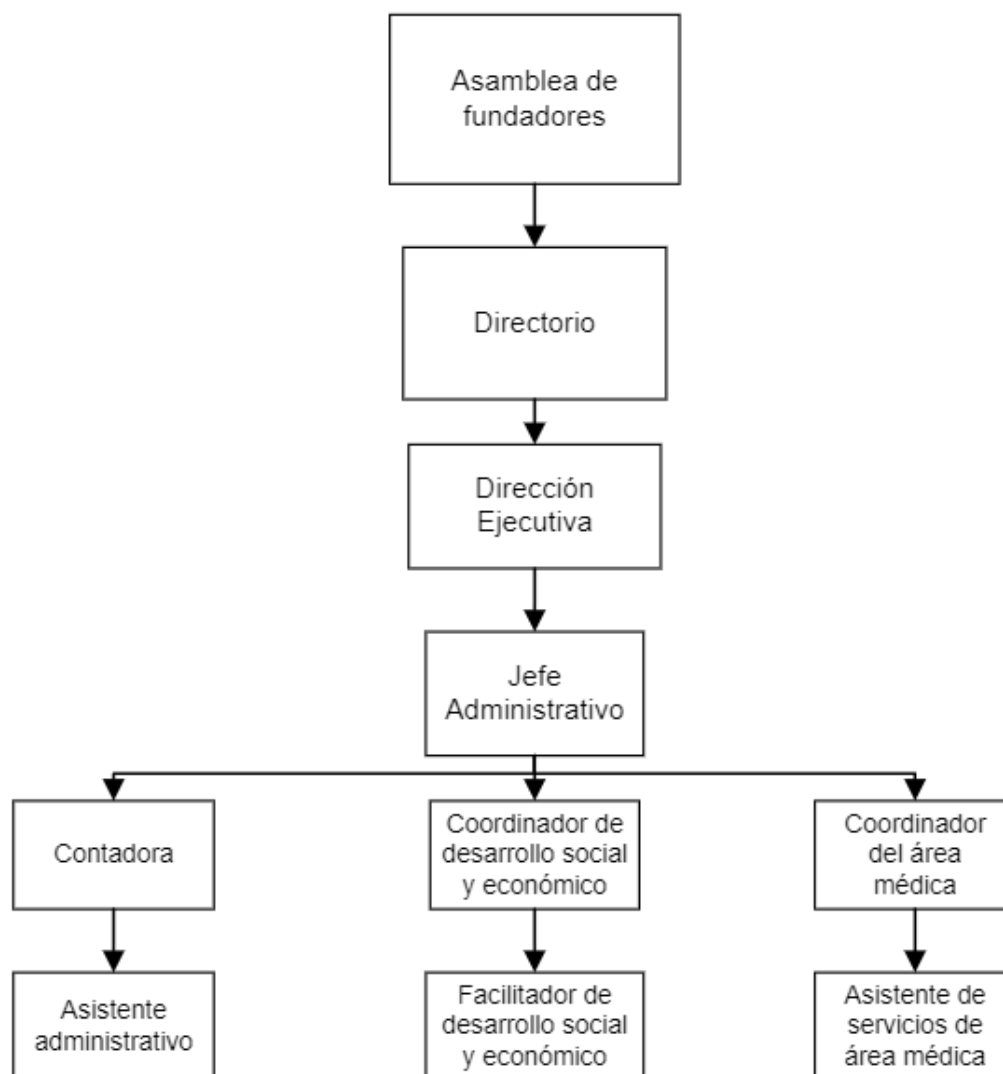 Asamblea de
fundadores
Directorio
Dirección
Ejecutiva
Jefe
Administrativo
Contadora
Coordinador de
desarrollo social
y económico
Coordinador
del área
médica
Asistente
administrativo
Facilitador de
desarrollo social
y económico
Asistente de
servicios de
área médica